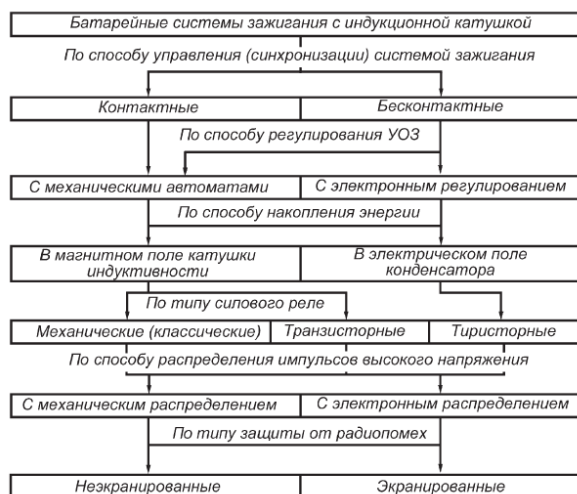 Батарейные системы зажигания с индукционной катушкой
По способу управления (синхронизации) системой зажигания
Контактные
Бесконтактные
По способу регулирования УОЗ
С механическими автоматами
С электронным регулированием
По способу накопления энергии
В магнитном поле катушки
индуктивности
В электрическом поле
конденсатора
По типу силового реле
Механические (классические)
Транзисторные
Тиристорные
По способу распределения импульсов высокого напряжения
С механическим распределением
С электронным распределением
По типу защиты от радиопомех
Неэкранированные
Экранированные